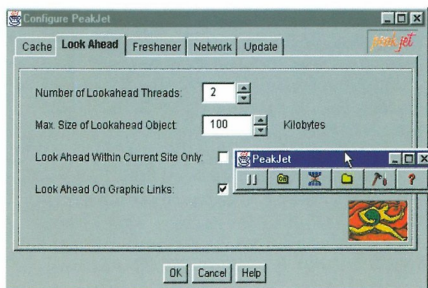 Configure PeakJet
Cache Look Ahead Freshener Network Update
peak jet
Number of Lookahead Threads: 2
Max. Size of Lookahead Object: 100 Kilobytes
Look Ahead Within Current Site Only:
PeakJet
Look Ahead On Graphic Links:
?
OK Cancel Help